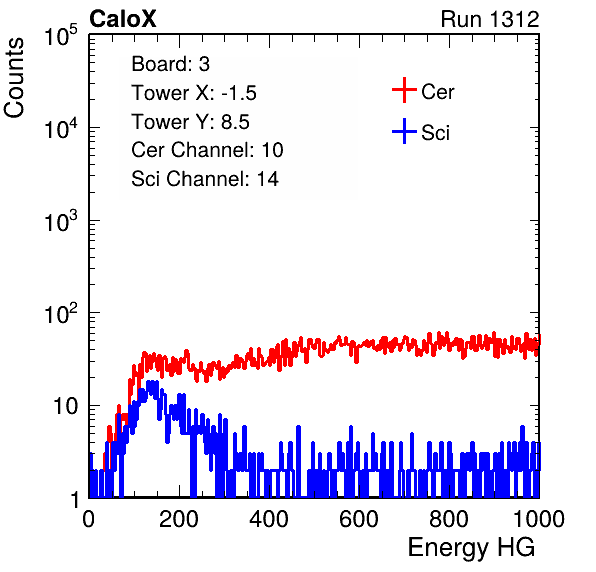 CaloX Run 1312
Counts
10^5
10^4
10^3
10^2
10
1
Board: 3
Tower X: -1.5
Tower Y: 8.5
Cer Channel: 10
Sci Channel: 14
Cer
Sci
0 200 400 600 800 1000
Energy HG